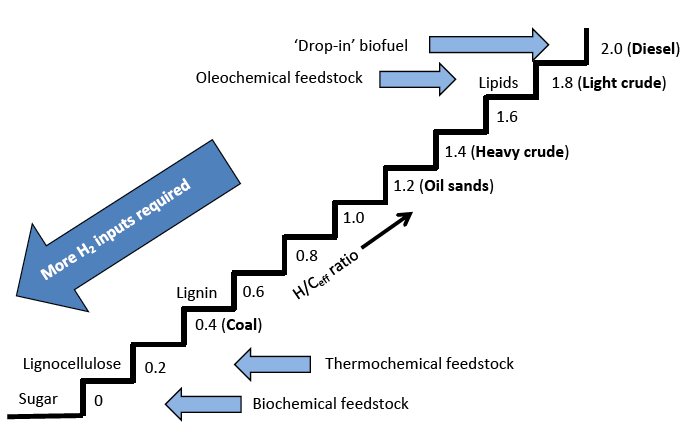 ‘Drop-in’ biofuel
2.0 (Diesel)
Oleochemical feedstock
Lipids
1.8 (Light crude)
1.6
1.4 (Heavy crude)
1.2 (Oil sands)
More H₂ inputs required
1.0
0.8
H/Ceff ratio
Lignin
0.6
0.4 (Coal)
Lignocellulose
0.2
Thermochemical feedstock
Sugar
0
Biochemical feedstock